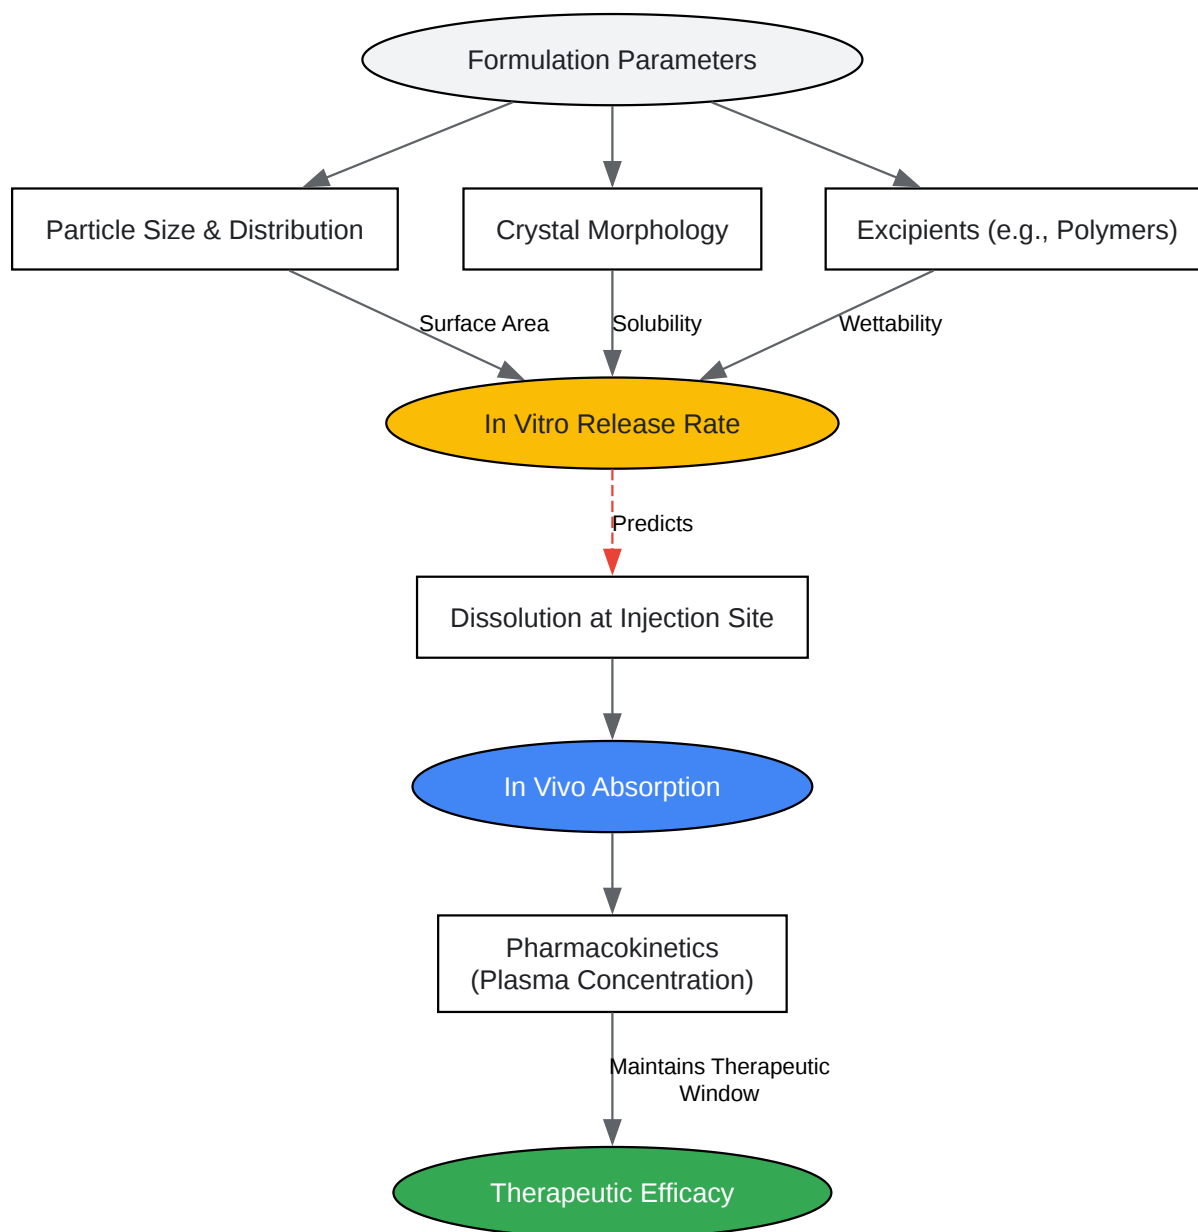 Formulation Parameters
Particle Size & Distribution
Crystal Morphology
Excipients (e.g., Polymers)
Surface Area
Solubility
Wettability
In Vitro Release Rate
Predicts
Dissolution at Injection Site
In Vivo Absorption
Pharmacokinetics
(Plasma Concentration)
Maintains Therapeutic
Window
Therapeutic Efficacy